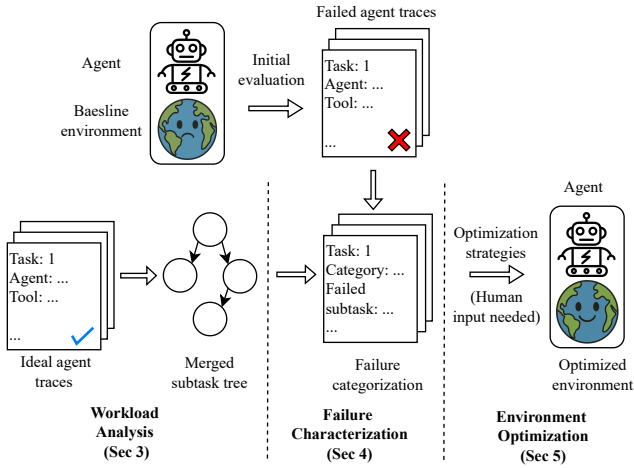 Failed agent traces
Agent
Baesline
environment
Initial
evaluation
Task: 1
Agent: ...
Tool: ...
...
Task: 1
Agent: ...
Tool: ...
...
Ideal agent
traces
Merged
subtask tree
Task: 1
Category: ...
Failed
subtask: ...
...
Failure
categorization
Optimization
strategies
(Human
input needed)
Agent
Optimized
environment
Workload
Analysis
(Sec 3)
Failure
Characterization
(Sec 4)
Environment
Optimization
(Sec 5)